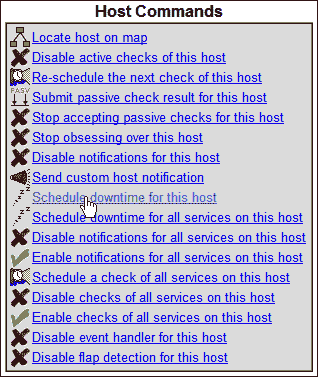 Host Commands
Locate host on map
Disable active checks of this host
Re-schedule the next check of this host
PASV
Submit passive check result for this host
Stop accepting passive checks for this host
Stop obsessing over this host
Disable notifications for this host
Send custom host notification
Schedule downtime for this host
Schedule downtime for all services on this host
Disable notifications for all services on this host
Enable notifications for all services on this host
Schedule a check of all services on this host
Disable checks of all services on this host
Enable checks of all services on this host
Disable event handler for this host
Disable flap detection for this host